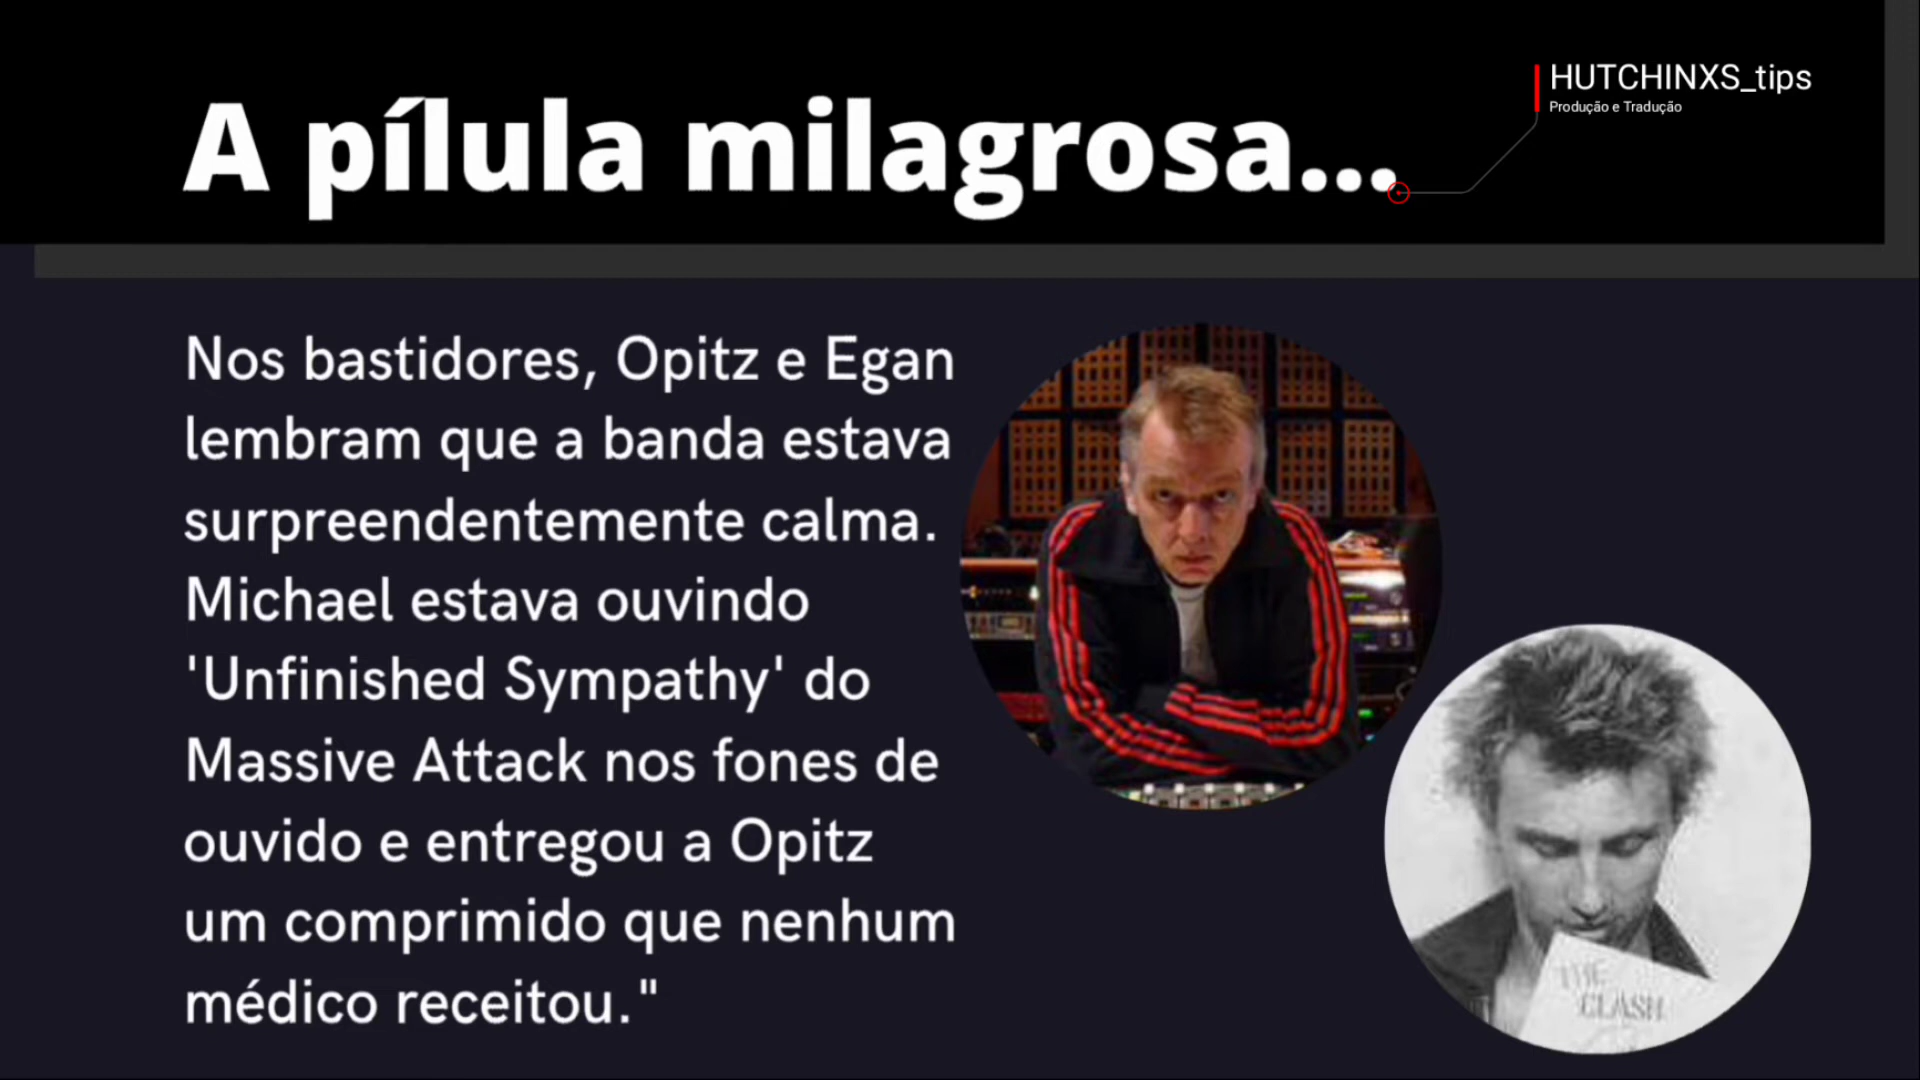 A pílula milagrosa...
HUTCHINXS_tips
Produção e Tradução
Nos bastidores, Opitz e Egan
lembram que a banda estava
surpreendentemente calma.
Michael estava ouvindo
'Unfinished Sympathy' do
Massive Attack nos fones de
ouvido e entregou a Opitz
um comprimido que nenhum
médico receitou."
THE
CLASH